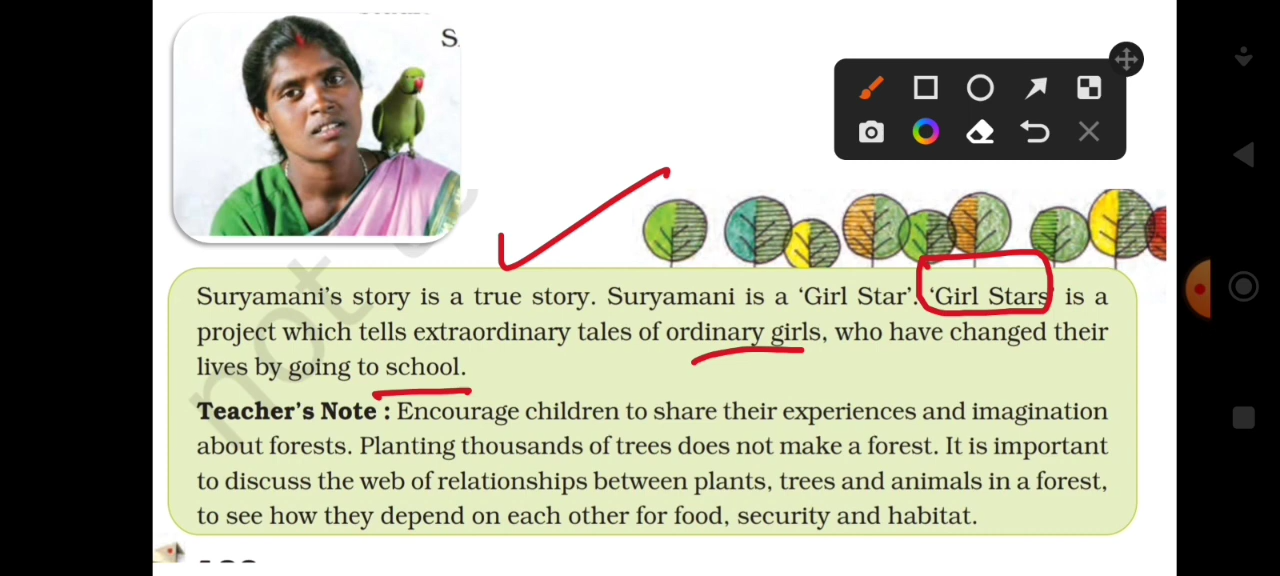 S
Suryamani's story is a true story. Suryamani is a 'Girl Star'. 'Girl Stars' is a
project which tells extraordinary tales of ordinary girls, who have changed their
lives by going to school.
Teacher's Note : Encourage children to share their experiences and imagination
about forests. Planting thousands of trees does not make a forest. It is important
to discuss the web of relationships between plants, trees and animals in a forest,
to see how they depend on each other for food, security and habitat.
not